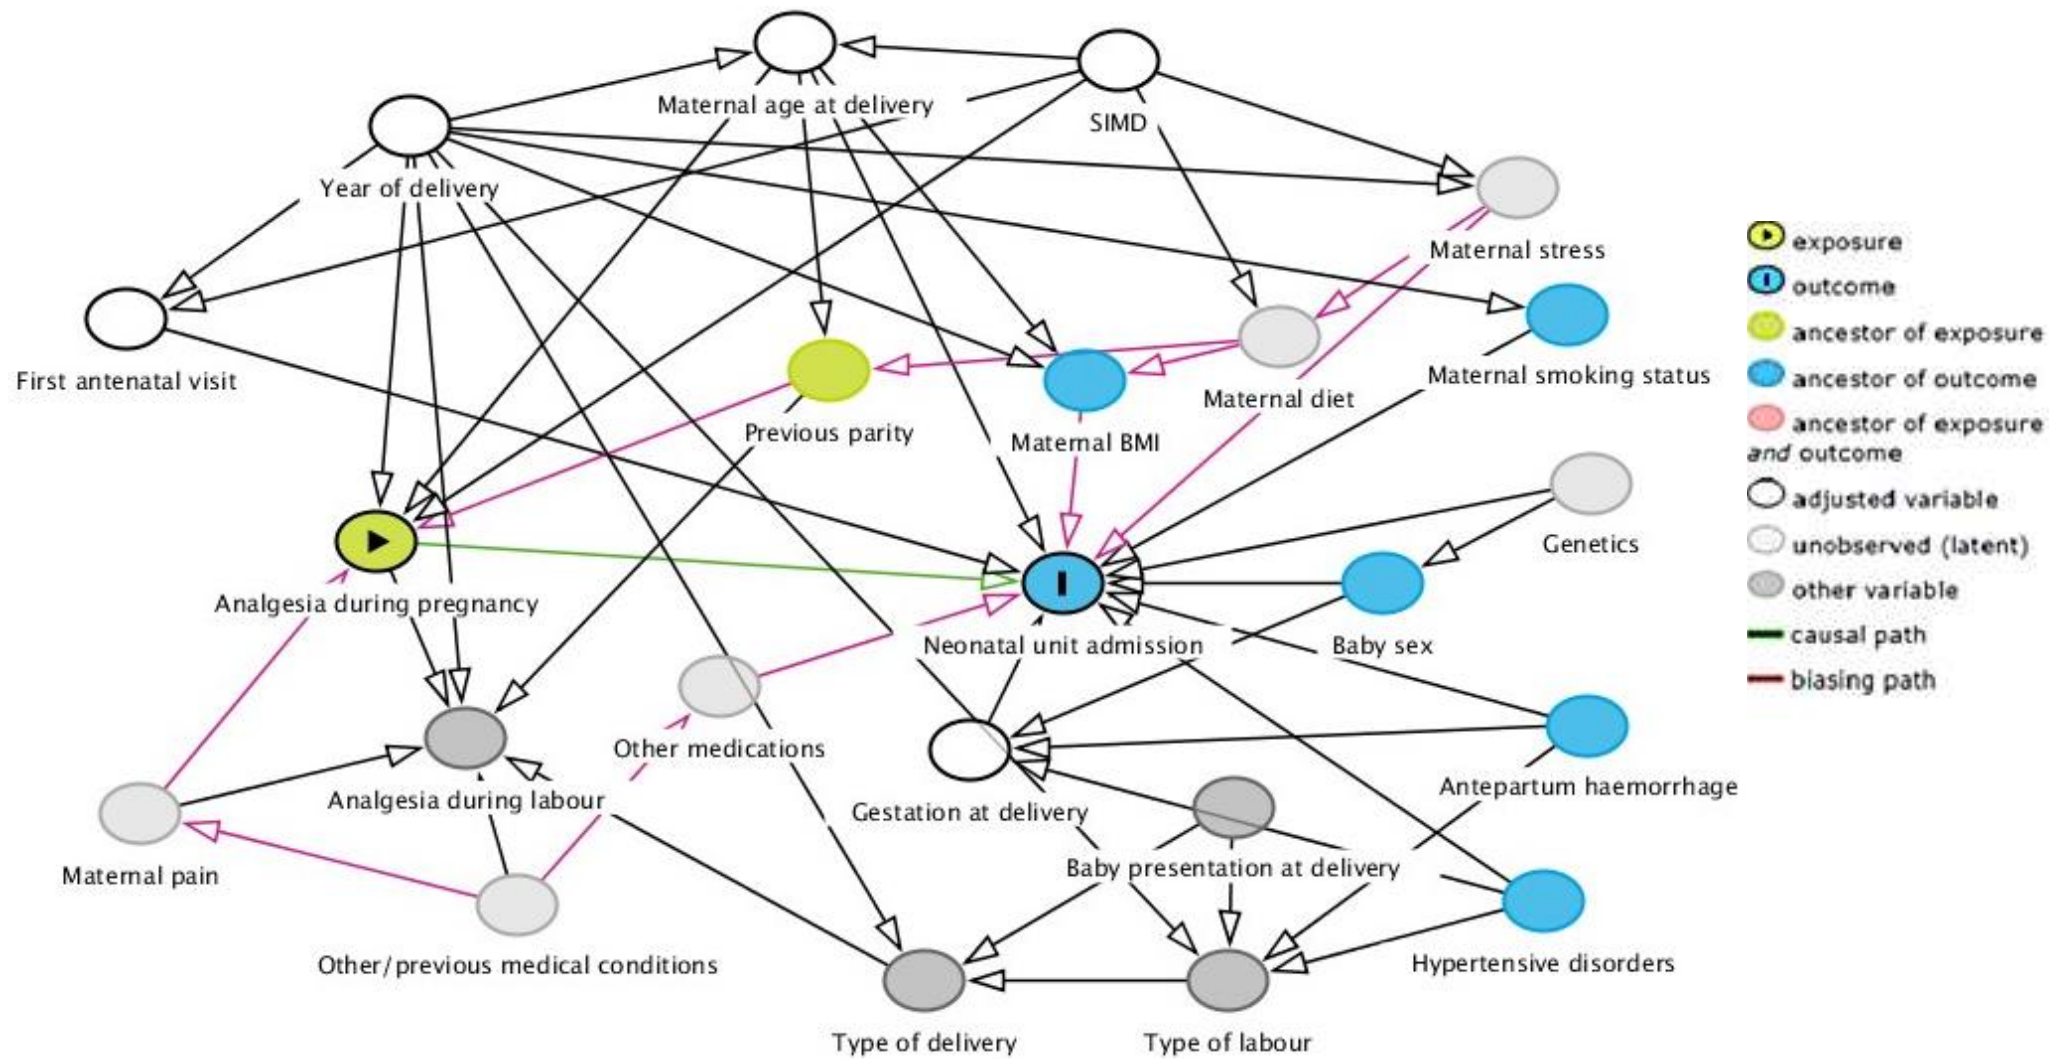 Maternal age at delivery
SIMD
Year of delivery
Maternal stress
First antenatal visit
Maternal smoking status
Maternal diet
Previous parity
Maternal BMI
Genetics
Analgesia during pregnancy
Neonatal unit admission
Baby sex
Other medications
Antepartum haemorrhage
Analgesia during labour
Gestation at delivery
Maternal pain
Baby presentation at delivery
Other/previous medical conditions
Hypertensive disorders
Type of delivery
Type of labour
exposure
outcome
ancestor of exposure
ancestor of outcome
ancestor of exposure
and outcome
adjusted variable
unobserved (latent)
other variable
causal path
biasing path